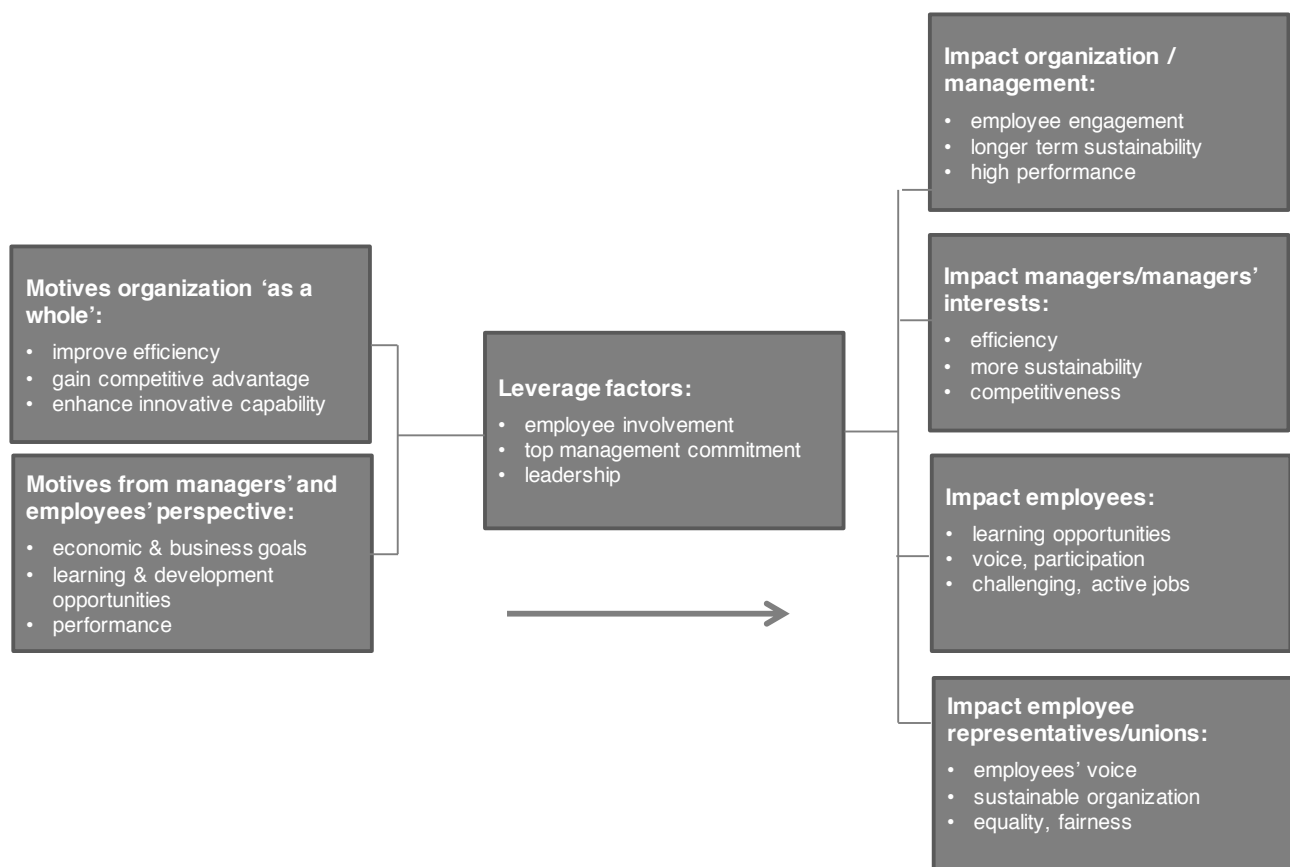 Motives organization ‘as a
whole’:
• improve efficiency
• gain competitive advantage
• enhance innovative capability
Motives from managers’ and
employees’ perspective:
• economic & business goals
• learning & development
opportunities
• performance
Leverage factors:
• employee involvement
• top management commitment
• leadership
Impact organization /
management:
• employee engagement
• longer term sustainability
• high performance
Impact managers/managers’
interests:
• efficiency
• more sustainability
• competitiveness
Impact employees:
• learning opportunities
• voice, participation
• challenging, active jobs
Impact employee
representatives/unions:
• employees’ voice
• sustainable organization
• equality, fairness